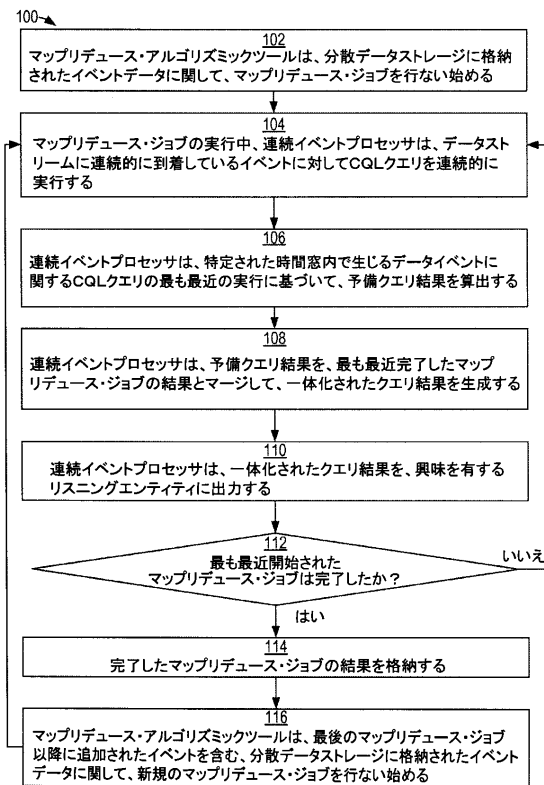 100
102
マップリデュース・アルゴリズミックツールは、分散データストレージに格納
されたイベントデータに関して、マップリデュース・ジョブを行ない始める
104
マップリデュース・ジョブの実行中、連続イベントプロセッサは、データスト
リームに連続的に到着しているイベントに対してCQLクエリを連続的に
実行する
106
連続イベントプロセッサは、特定された時間窓内で生じるデータイベントに
関するCQLクエリの最も最近の実行に基づいて、予備クエリ結果を算出する
108
連続イベントプロセッサは、予備クエリ結果を、最も最近完了したマップ
リデュース・ジョブの結果とマージして、一体化されたクエリ結果を生成する
110
連続イベントプロセッサは、一体化されたクエリ結果を、興味を有する
リスニングエンティティに出力する
112
最も最近開始された
マップリデュース・ジョブは完了したか?
いいえ
はい
114
完了したマップリデュース・ジョブの結果を格納する
116
マップリデュース・アルゴリズミックツールは、最後のマップリデュース・ジョブ
以降に追加されたイベントを含む、分散データストレージに格納されたイベント
データに関して、新規のマップリデュース・ジョブを行ない始める